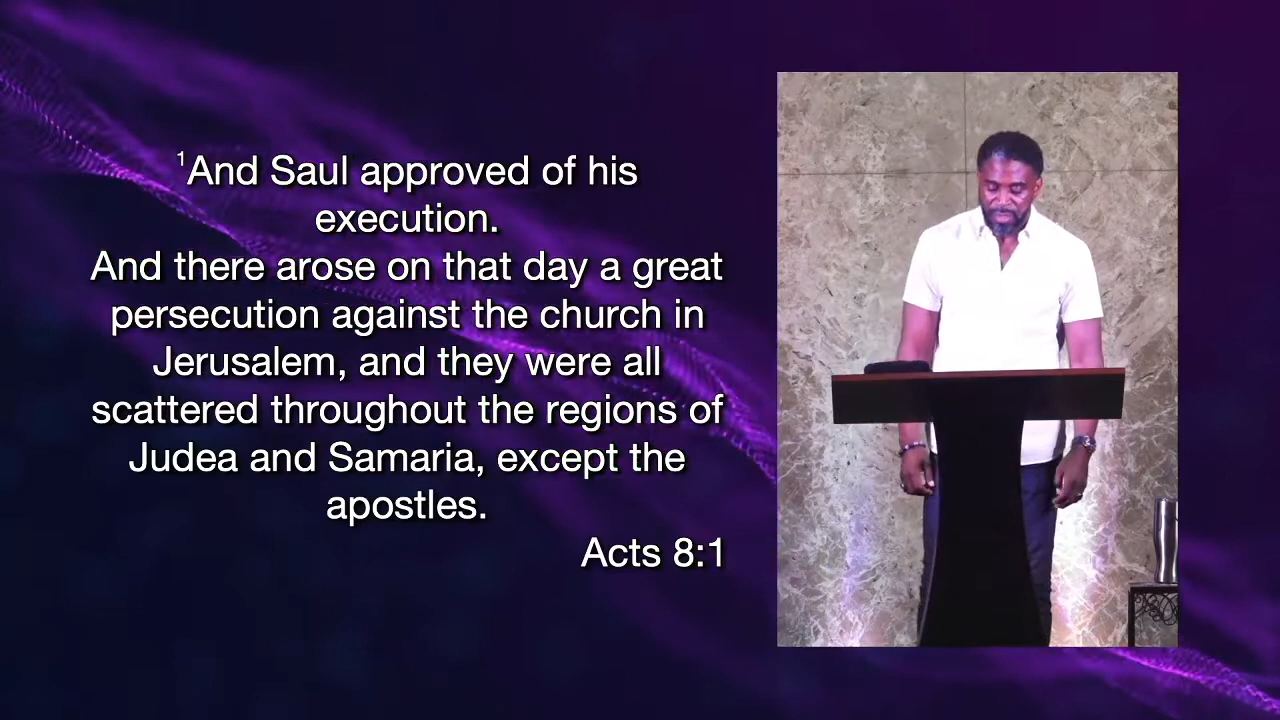 ¹And Saul approved of his
execution.
And there arose on that day a great
persecution against the church in
Jerusalem, and they were all
scattered throughout the regions of
Judea and Samaria, except the
apostles.
Acts 8:1